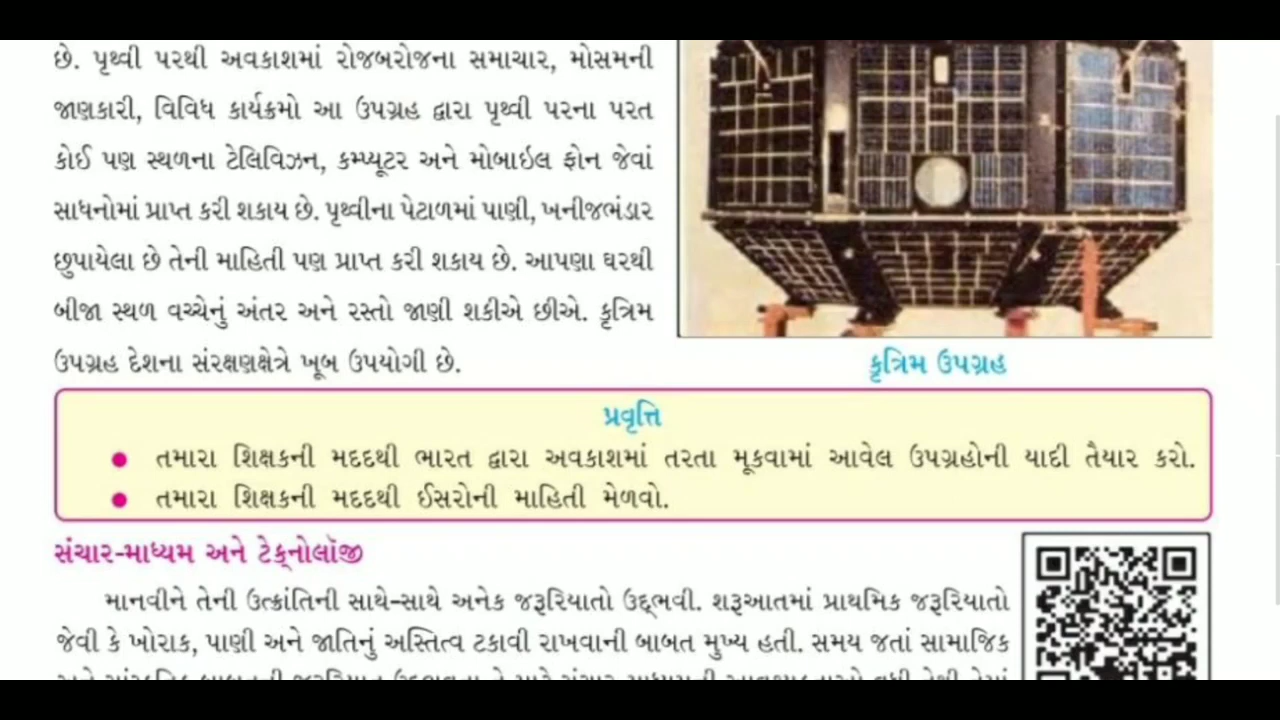 છે. પૃથ્વી પરથી અવકાશમાં રોજબરોજના સમાચાર, મોસમની
જાણકારી, વિવિધ કાર્યક્રમો આ ઉપગ્રહ દ્વારા પૃથ્વી પરના પરત
કોઈ પણ સ્થળના ટેલિવિઝન, કમ્પ્યૂટર અને મોબાઇલ ફોન જેવાં
સાધનોમાં પ્રાપ્ત કરી શકાય છે. પૃથ્વીના પેટાળમાં પાણી, ખનીજભંડાર
છુપાયેલા છે તેની માહિતી પણ પ્રાપ્ત કરી શકાય છે. આપણા ઘરથી
બીજા સ્થળ વચ્ચેનું અંતર અને રસ્તો જાણી શકીએ છીએ. કૃત્રિમ
ઉપગ્રહ દેશના સંરક્ષણક્ષેત્રે ખૂબ ઉપયોગી છે.
કૃત્રિમ ઉપગ્રહ
પ્રવૃત્તિ
● તમારા શિક્ષકની મદદથી ભારત દ્વારા અવકાશમાં તરતા મૂકવામાં આવેલ ઉપગ્રહોની યાદી તૈયાર કરો.
● તમારા શિક્ષકની મદદથી ઈસરોની માહિતી મેળવો.
સંચાર-માધ્યમ અને ટેક્નોલૉજી
માનવીને તેની ઉત્ક્રાંતિની સાથે-સાથે અનેક જરૂરિયાતો ઉદ્ભવી. શરૂઆતમાં પ્રાથમિક જરૂરિયાતો
જેવી કે ખોરાક, પાણી અને જાતિનું અસ્તિત્વ ટકાવી રાખવાની બાબત મુખ્ય હતી. સમય જતાં સામાજિક